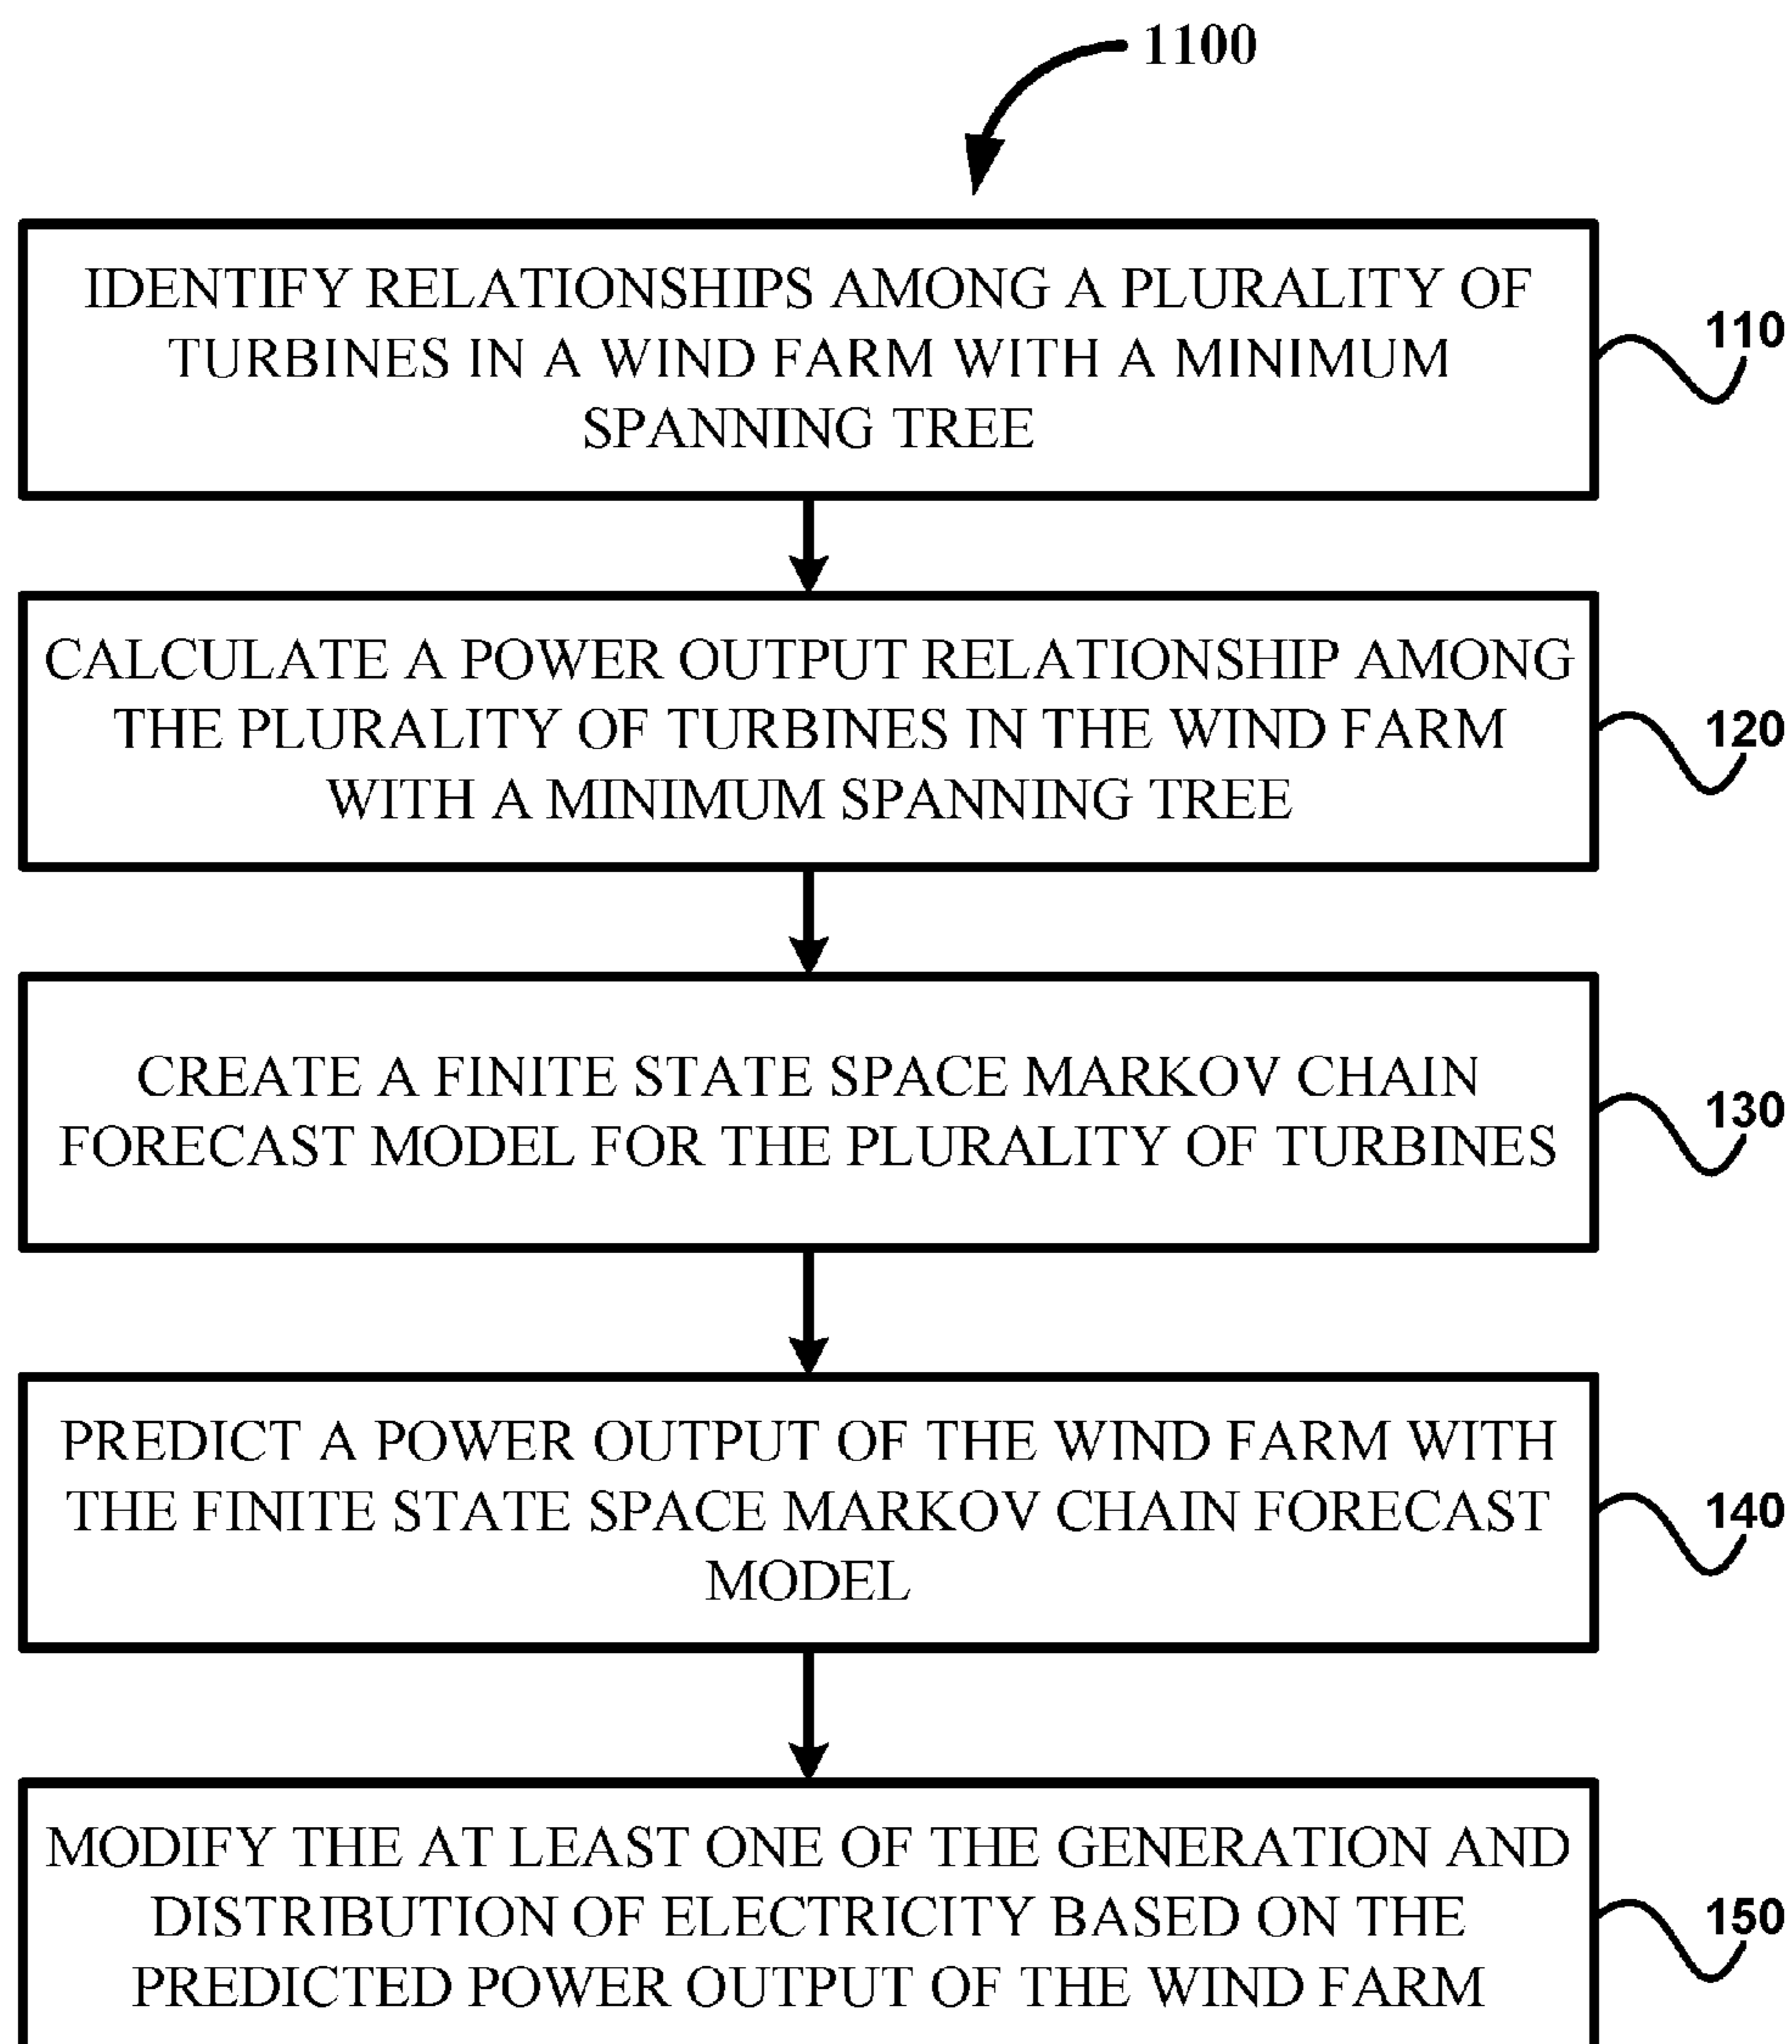 1100
IDENTIFY RELATIONSHIPS AMONG A PLURALITY OF
TURBINES IN A WIND FARM WITH A MINIMUM
SPANNING TREE
110
CALCULATE A POWER OUTPUT RELATIONSHIP AMONG
THE PLURALITY OF TURBINES IN THE WIND FARM
WITH A MINIMUM SPANNING TREE
120
CREATE A FINITE STATE SPACE MARKOV CHAIN
FORECAST MODEL FOR THE PLURALITY OF TURBINES
130
PREDICT A POWER OUTPUT OF THE WIND FARM WITH
THE FINITE STATE SPACE MARKOV CHAIN FORECAST
MODEL
140
MODIFY THE AT LEAST ONE OF THE GENERATION AND
DISTRIBUTION OF ELECTRICITY BASED ON THE
PREDICTED POWER OUTPUT OF THE WIND FARM
150